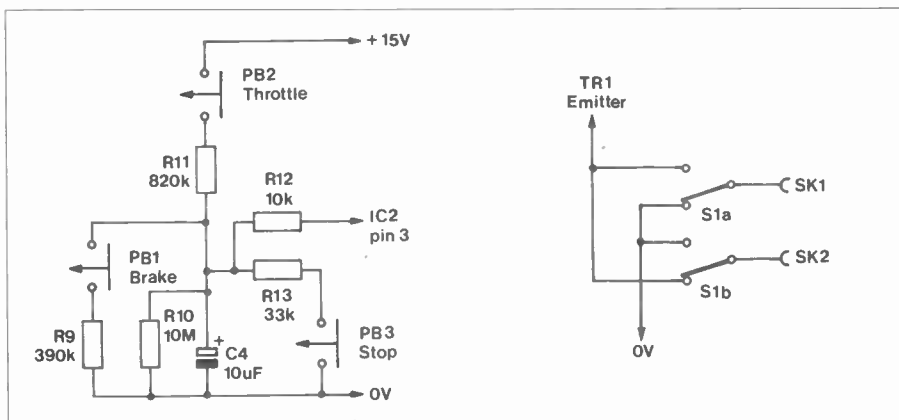 +15V
PB2
Throttle
TR1
Emitter
R11
820k
R12
10k
SK1
IC2
pin 3
S1a
PB1
Brake
SK2
R13
33k
S1b
R10
10M
R9
390k
+
C4
10uF
PB3
Stop
0V
0V